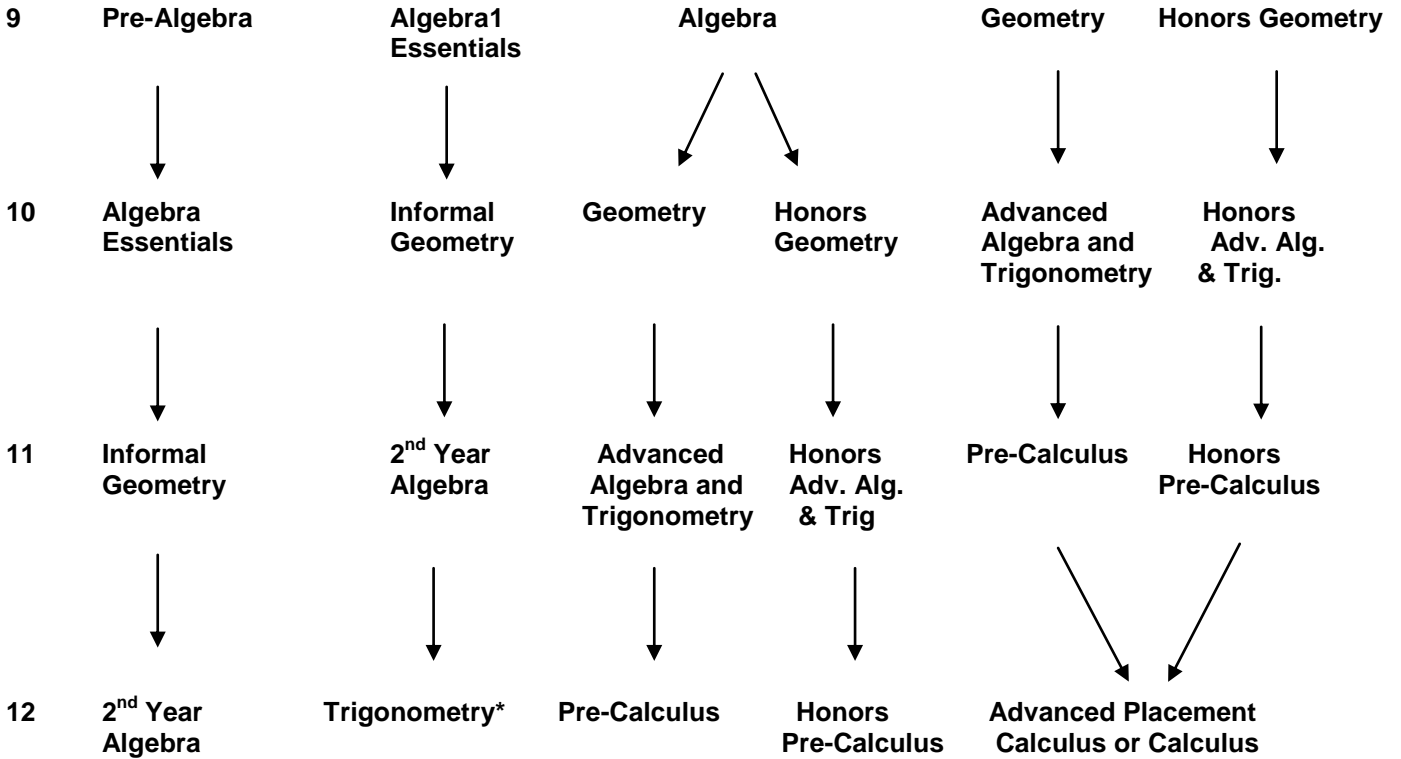 9 Pre-Algebra Algebra1 Algebra Geometry Honors Geometry
Essentials
10 Algebra Informal Geometry Honors Advanced Honors
Essentials Geometry Geometry Algebra and Adv. Alg.
Trigonometry & Trig.
11 Informal 2nd Year Advanced Honors Pre-Calculus Honors
Geometry Algebra Algebra and Adv. Alg. Pre-Calculus
Trigonometry & Trig
12 2nd Year Trigonometry* Pre-Calculus Honors Advanced Placement
Algebra Pre-Calculus Calculus or Calculus